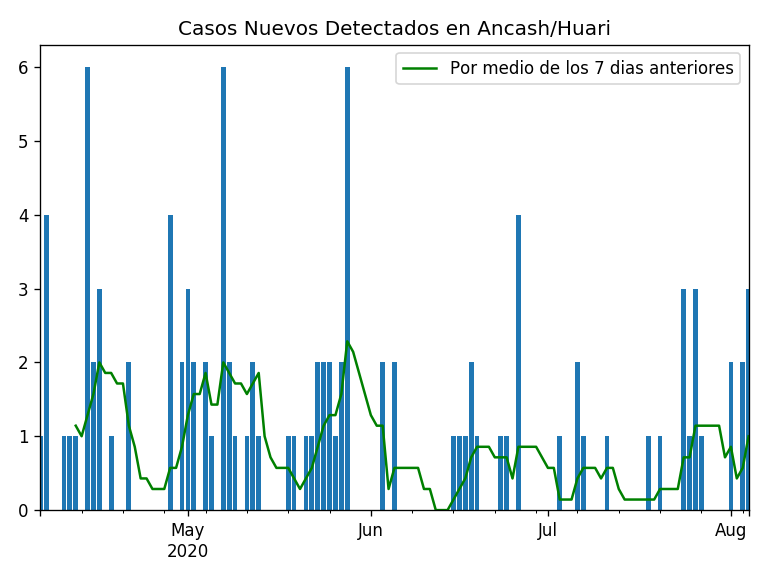 Casos Nuevos Detectados en Ancash/Huari
Por medio de los 7 dias anteriores
6
5
4
3
2
1
0
May Jun Jul Aug
2020